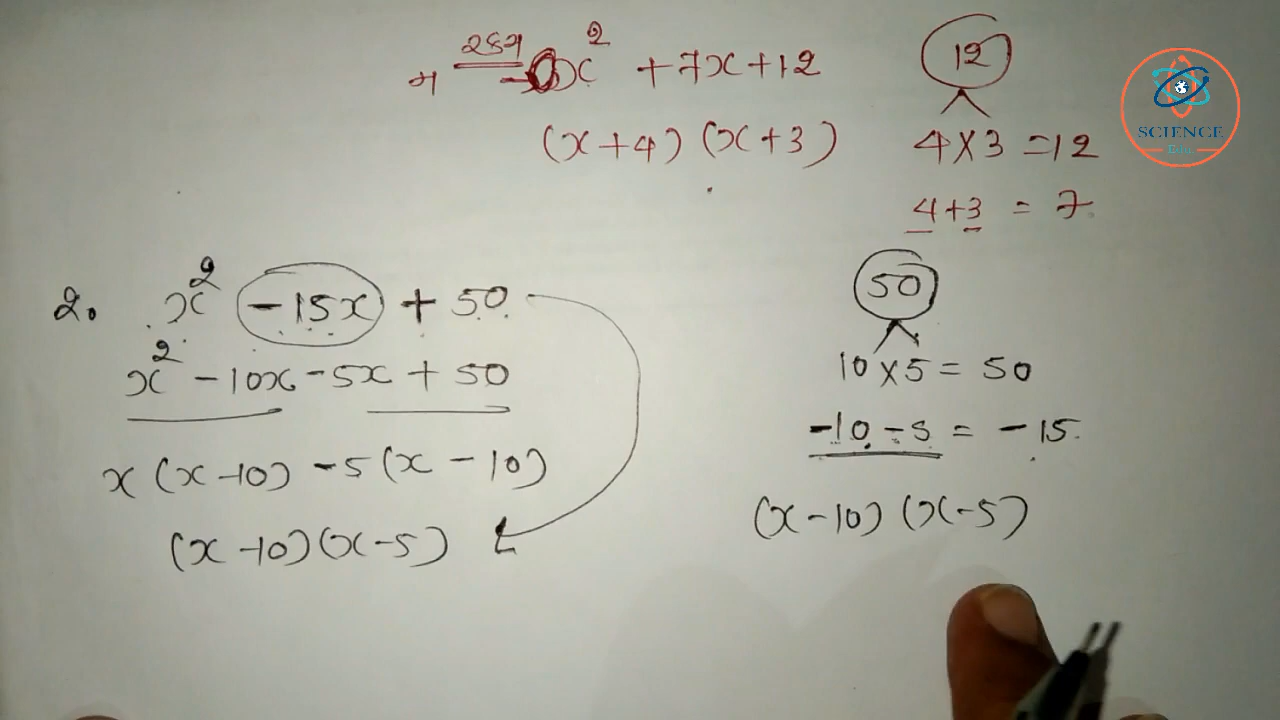 x² + 7x + 12
(x + 4) (x + 3)
12
4 × 3 = 12
4 + 3 = 7
SCIENCE
Edu
2. x² - 15x + 50
x² - 10x - 5x + 50
x (x - 10) - 5 (x - 10)
(x - 10) (x - 5)
50
10 × 5 = 50
-10 - 5 = -15
(x - 10) (x - 5)